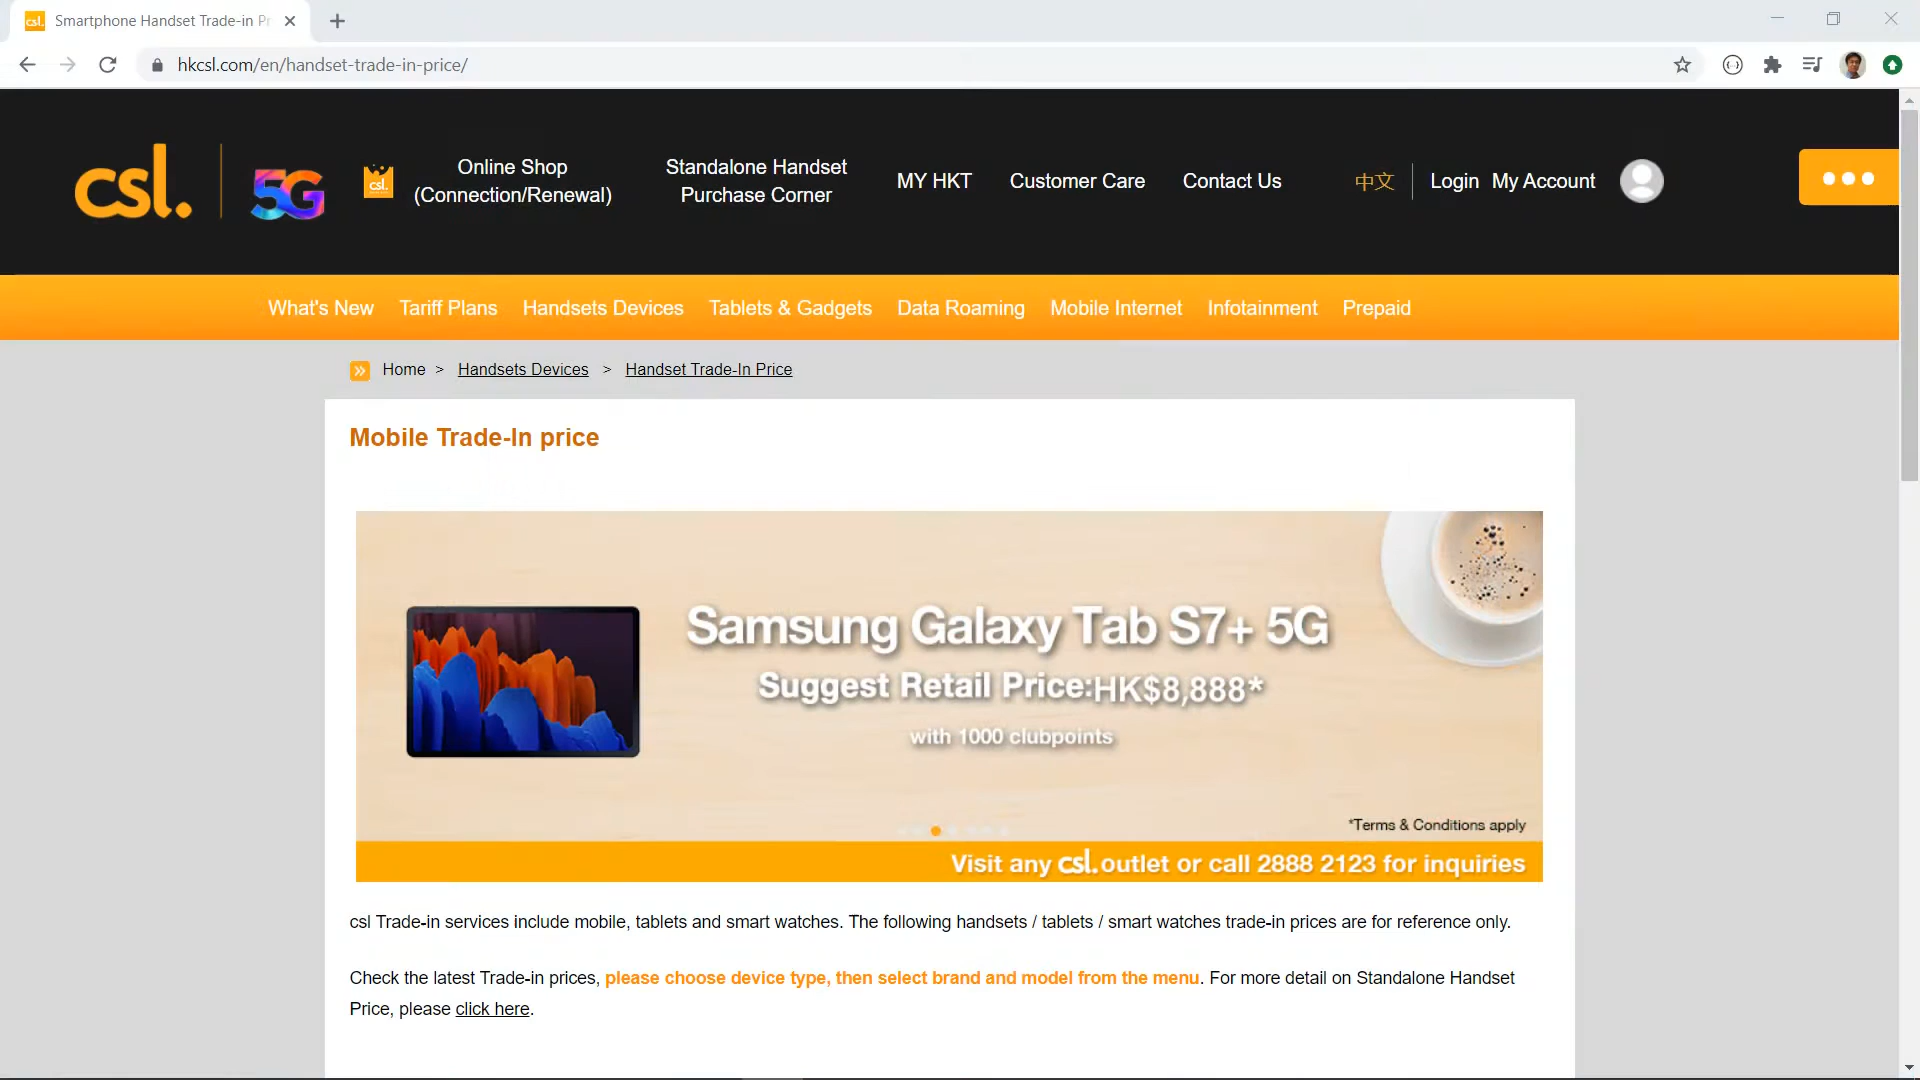 Smartphone Handset Trade-in Pr
hkcsl.com/en/handset-trade-in-price/
csl.
5G
csl.
Online Shop
(Connection/Renewal)
Standalone Handset
Purchase Corner
MY HKT
Customer Care
Contact Us
中文
Login
My Account
What's New
Tariff Plans
Handsets Devices
Tablets & Gadgets
Data Roaming
Mobile Internet
Infotainment
Prepaid
Home > Handsets Devices > Handset Trade-In Price
Mobile Trade-In price
Samsung Galaxy Tab S7+ 5G
Suggest Retail Price:HK$8,888*
with 1000 clubpoints
*Terms & Conditions apply
Visit any csl. outlet or call 2888 2123 for inquiries
csl Trade-in services include mobile, tablets and smart watches. The following handsets / tablets / smart watches trade-in prices are for reference only.
Check the latest Trade-in prices, please choose device type, then select brand and model from the menu. For more detail on Standalone Handset
Price, please click here.